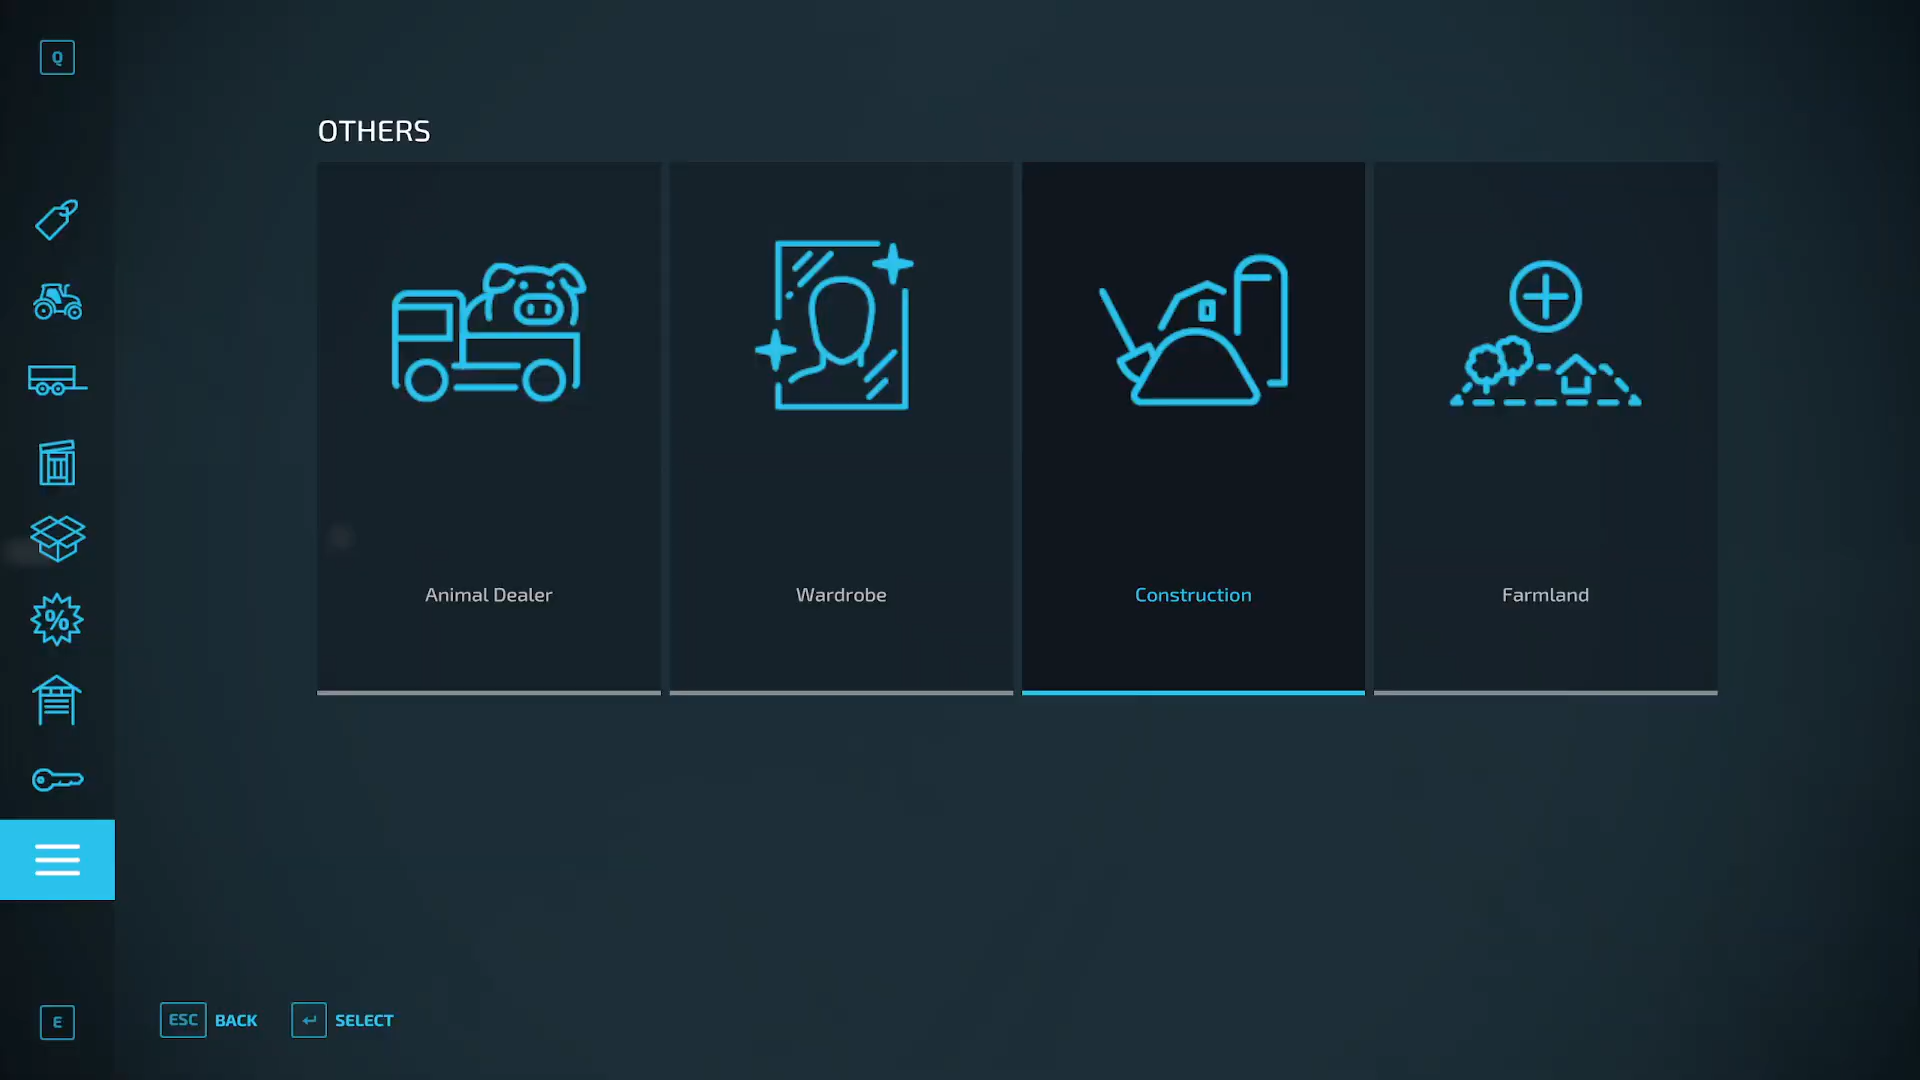 Q
OTHERS
Animal Dealer
Wardrobe
Construction
Farmland
%
E
ESC BACK
SELECT